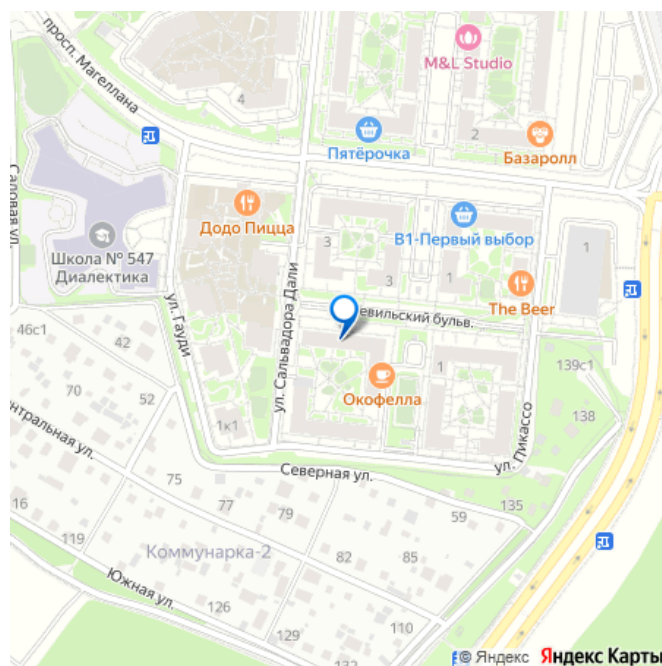 просп. Магеллана
4
M&L Studio
2
Пятёрочка
Базаролл
Садовая ул.
Додо Пицца
3
В1-Первый выбор
1
Школа № 547
Диалектика
3
1
The Beer
ул. Гауди
ул. Сальвадора Дали
евильский бульв.
46с1
42
139с1
70
52
Окофелла
1
138
1к1
ул. Пикассо
нтральная ул.
Северная ул.
16
75
77
79
59
135
119
Коммунарка-2
82
85
Южная ул.
126
129
110
132
© Яндекс Яндекс Карты